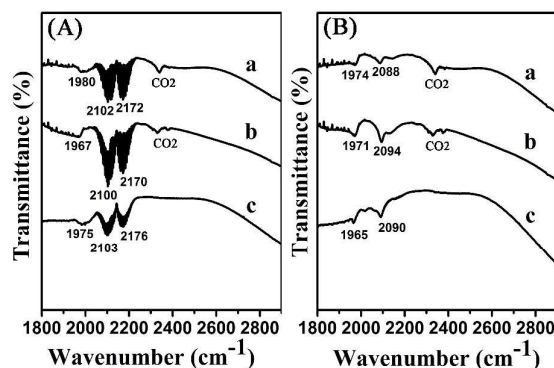 (A)
Transmittance (%)
a
1980
2102
2172
CO2
b
1967
2100
2170
CO2
c
1975
2103
2176
1800 2000 2200 2400 2600 2800
Wavenumber (cm-1)
(B)
Transmittance (%)
a
1974
2088
CO2
b
1971
2094
CO2
c
1965
2090
1800 2000 2200 2400 2600 2800
Wavenumber (cm-1)